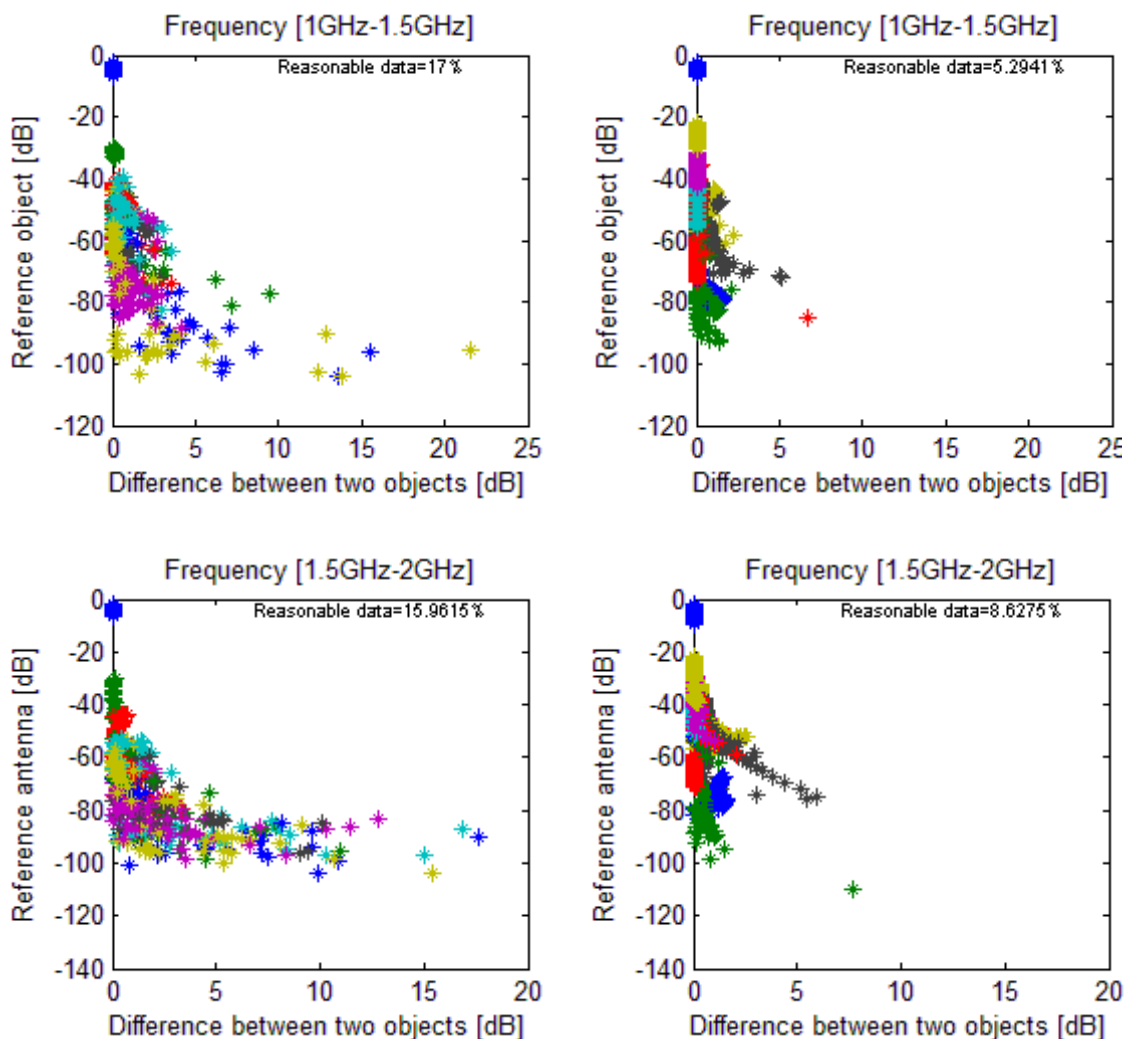 Frequency [1GHz-1.5GHz]
Reasonable data=17%
Reference object [dB]
0
-20
-40
-60
-80
-100
-120
0 5 10 15 20 25
Difference between two objects [dB]
Frequency [1GHz-1.5GHz]
Reasonable data=5.2941%
Reference object [dB]
0
-20
-40
-60
-80
-100
-120
0 5 10 15 20 25
Difference between two objects [dB]
Frequency [1.5GHz-2GHz]
Reasonable data=15.9615%
Reference antenna [dB]
0
-20
-40
-60
-80
-100
-120
-140
0 5 10 15 20
Difference between two objects [dB]
Frequency [1.5GHz-2GHz]
Reasonable data=8.6275%
Reference antenna [dB]
0
-20
-40
-60
-80
-100
-120
-140
0 5 10 15 20
Difference between two objects [dB]